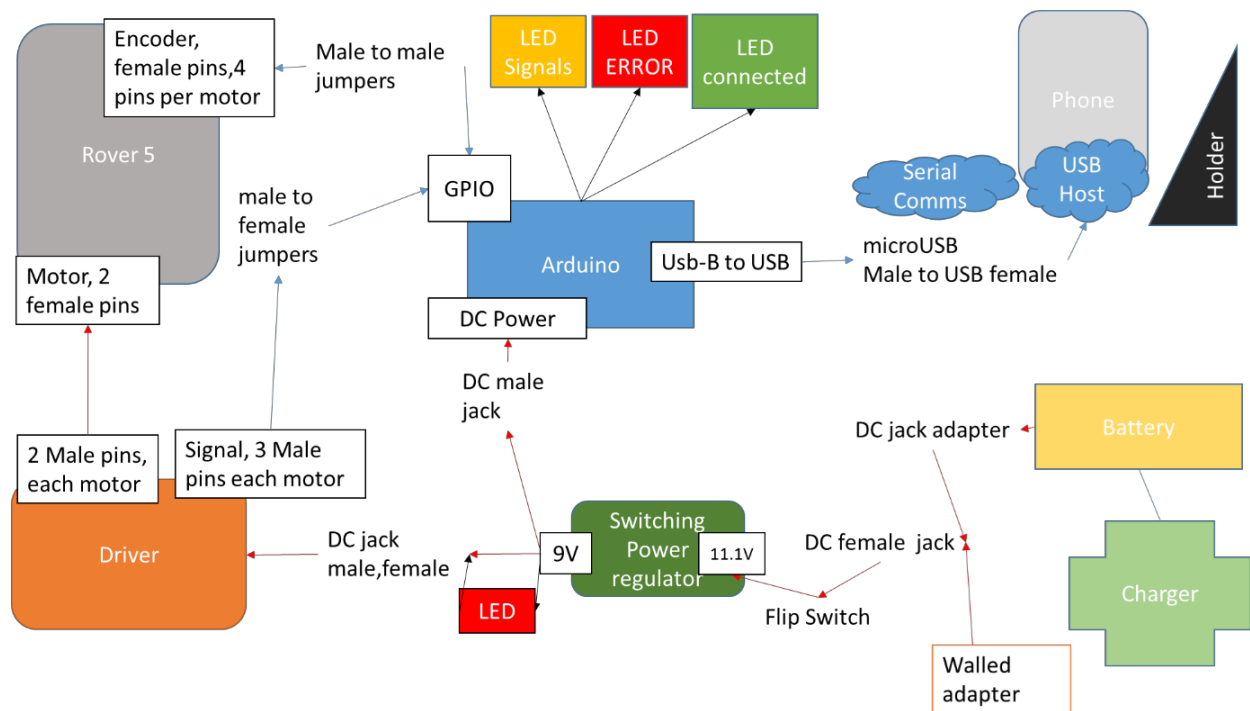 Encoder,
female pins,4
pins per motor
Rover 5
Male to male
jumpers
LED
Signals
LED
ERROR
LED
connected
Phone
Serial
Comms
USB
Host
Holder
GPIO
male to
female
jumpers
Arduino
Usb-B to USB
microUSB
Male to USB female
Motor, 2
female pins
DC Power
DC male
jack
DC jack adapter
Battery
2 Male pins,
each motor
Signal, 3 Male
pins each motor
Driver
DC jack
male,female
9V
Switching
Power
regulator
11.1V
DC female jack
LED
Flip Switch
Charger
Walled
adapter